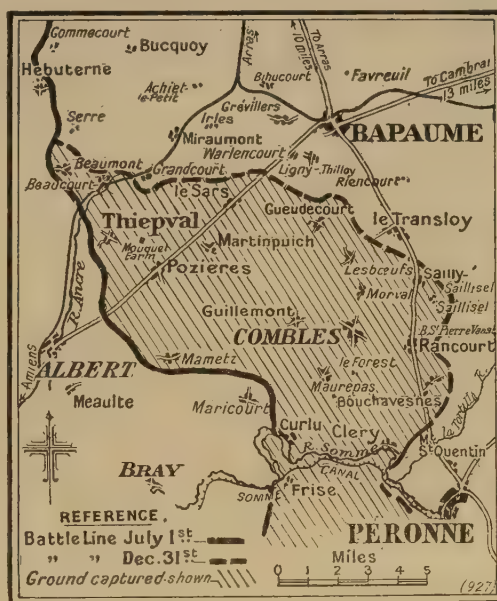 Gommecourt
Bucquoy
Hébuterne
Arras
10 miles
To Arras
Bihucourt
Favreuil
To Cambrai
13 miles
Achiet-
le-Petit
Serre
Irles
Grévillers
Miraumont
BAPAUME
Warlencourt
Ligny-Thilloy
Beaumont
Grandcourt
Riencourt
Beaucourt
le Sars
Thiepval
Gueudecourt
le Transloy
Mouquet
Farm
Martinpuich
R. Ancre
Pozières
Lesbœufs
Sailly-
Saillisel
Morval
Saillisel
Guillemont
COMBLES
B. St Pierre Vaast
Rancourt
Amiens
ALBERT
Mametz
le Forest
Maurepas
Bouchavesnes
Meaulte
Maricourt
la Tortille R.
Curlu
Clery
R. Somme
Mt
St Quentin
BRAY
CANAL
SOMME
Frise
PERONNE
REFERENCE.
Battle Line July 1st
" " Dec. 31st
Ground captured shown
Miles
0 1 2 3 4 5
(927)